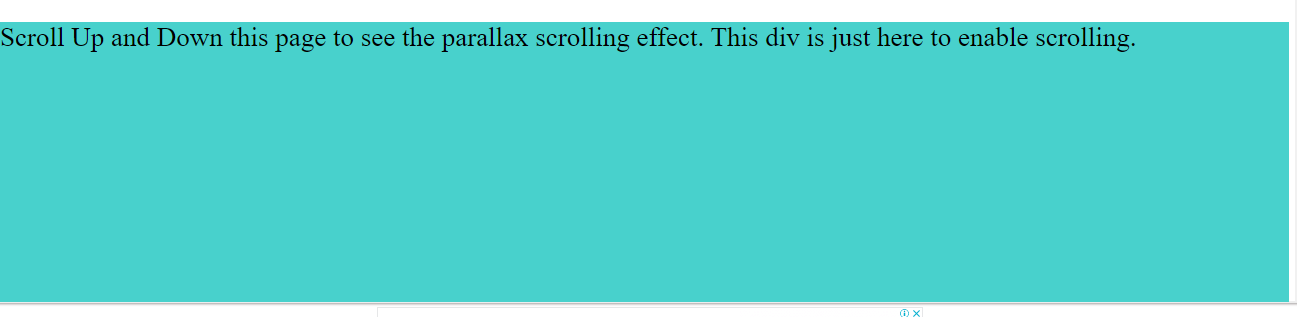 Scroll Up and Down this page to see the parallax scrolling effect. This div is just here to enable scrolling.